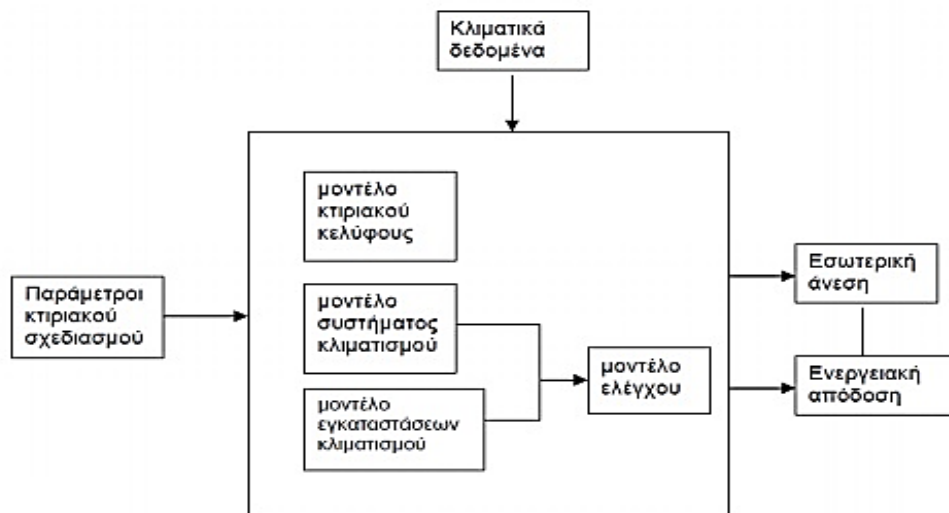 Κλιματικά
δεδομένα
μοντέλο
κτιριακού
κελύφους
Παράμετροι
κτιριακού
σχεδιασμού
μοντέλο
συστήματος
κλιματισμού
μοντέλο
εγκαταστάσεων
κλιματισμού
μοντέλο
ελέγχου
Εσωτερική
άνεση
Ενεργειακή
απόδοση